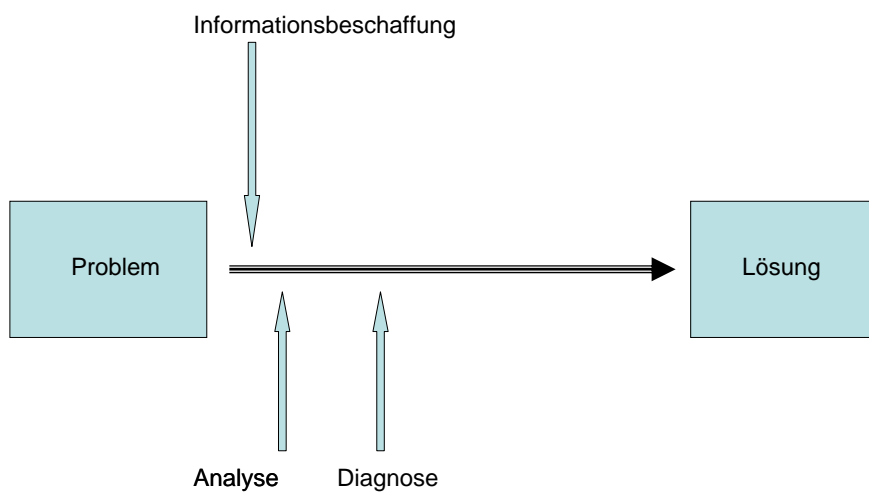 Informationsbeschaffung
Problem
Lösung
Analyse
Diagnose